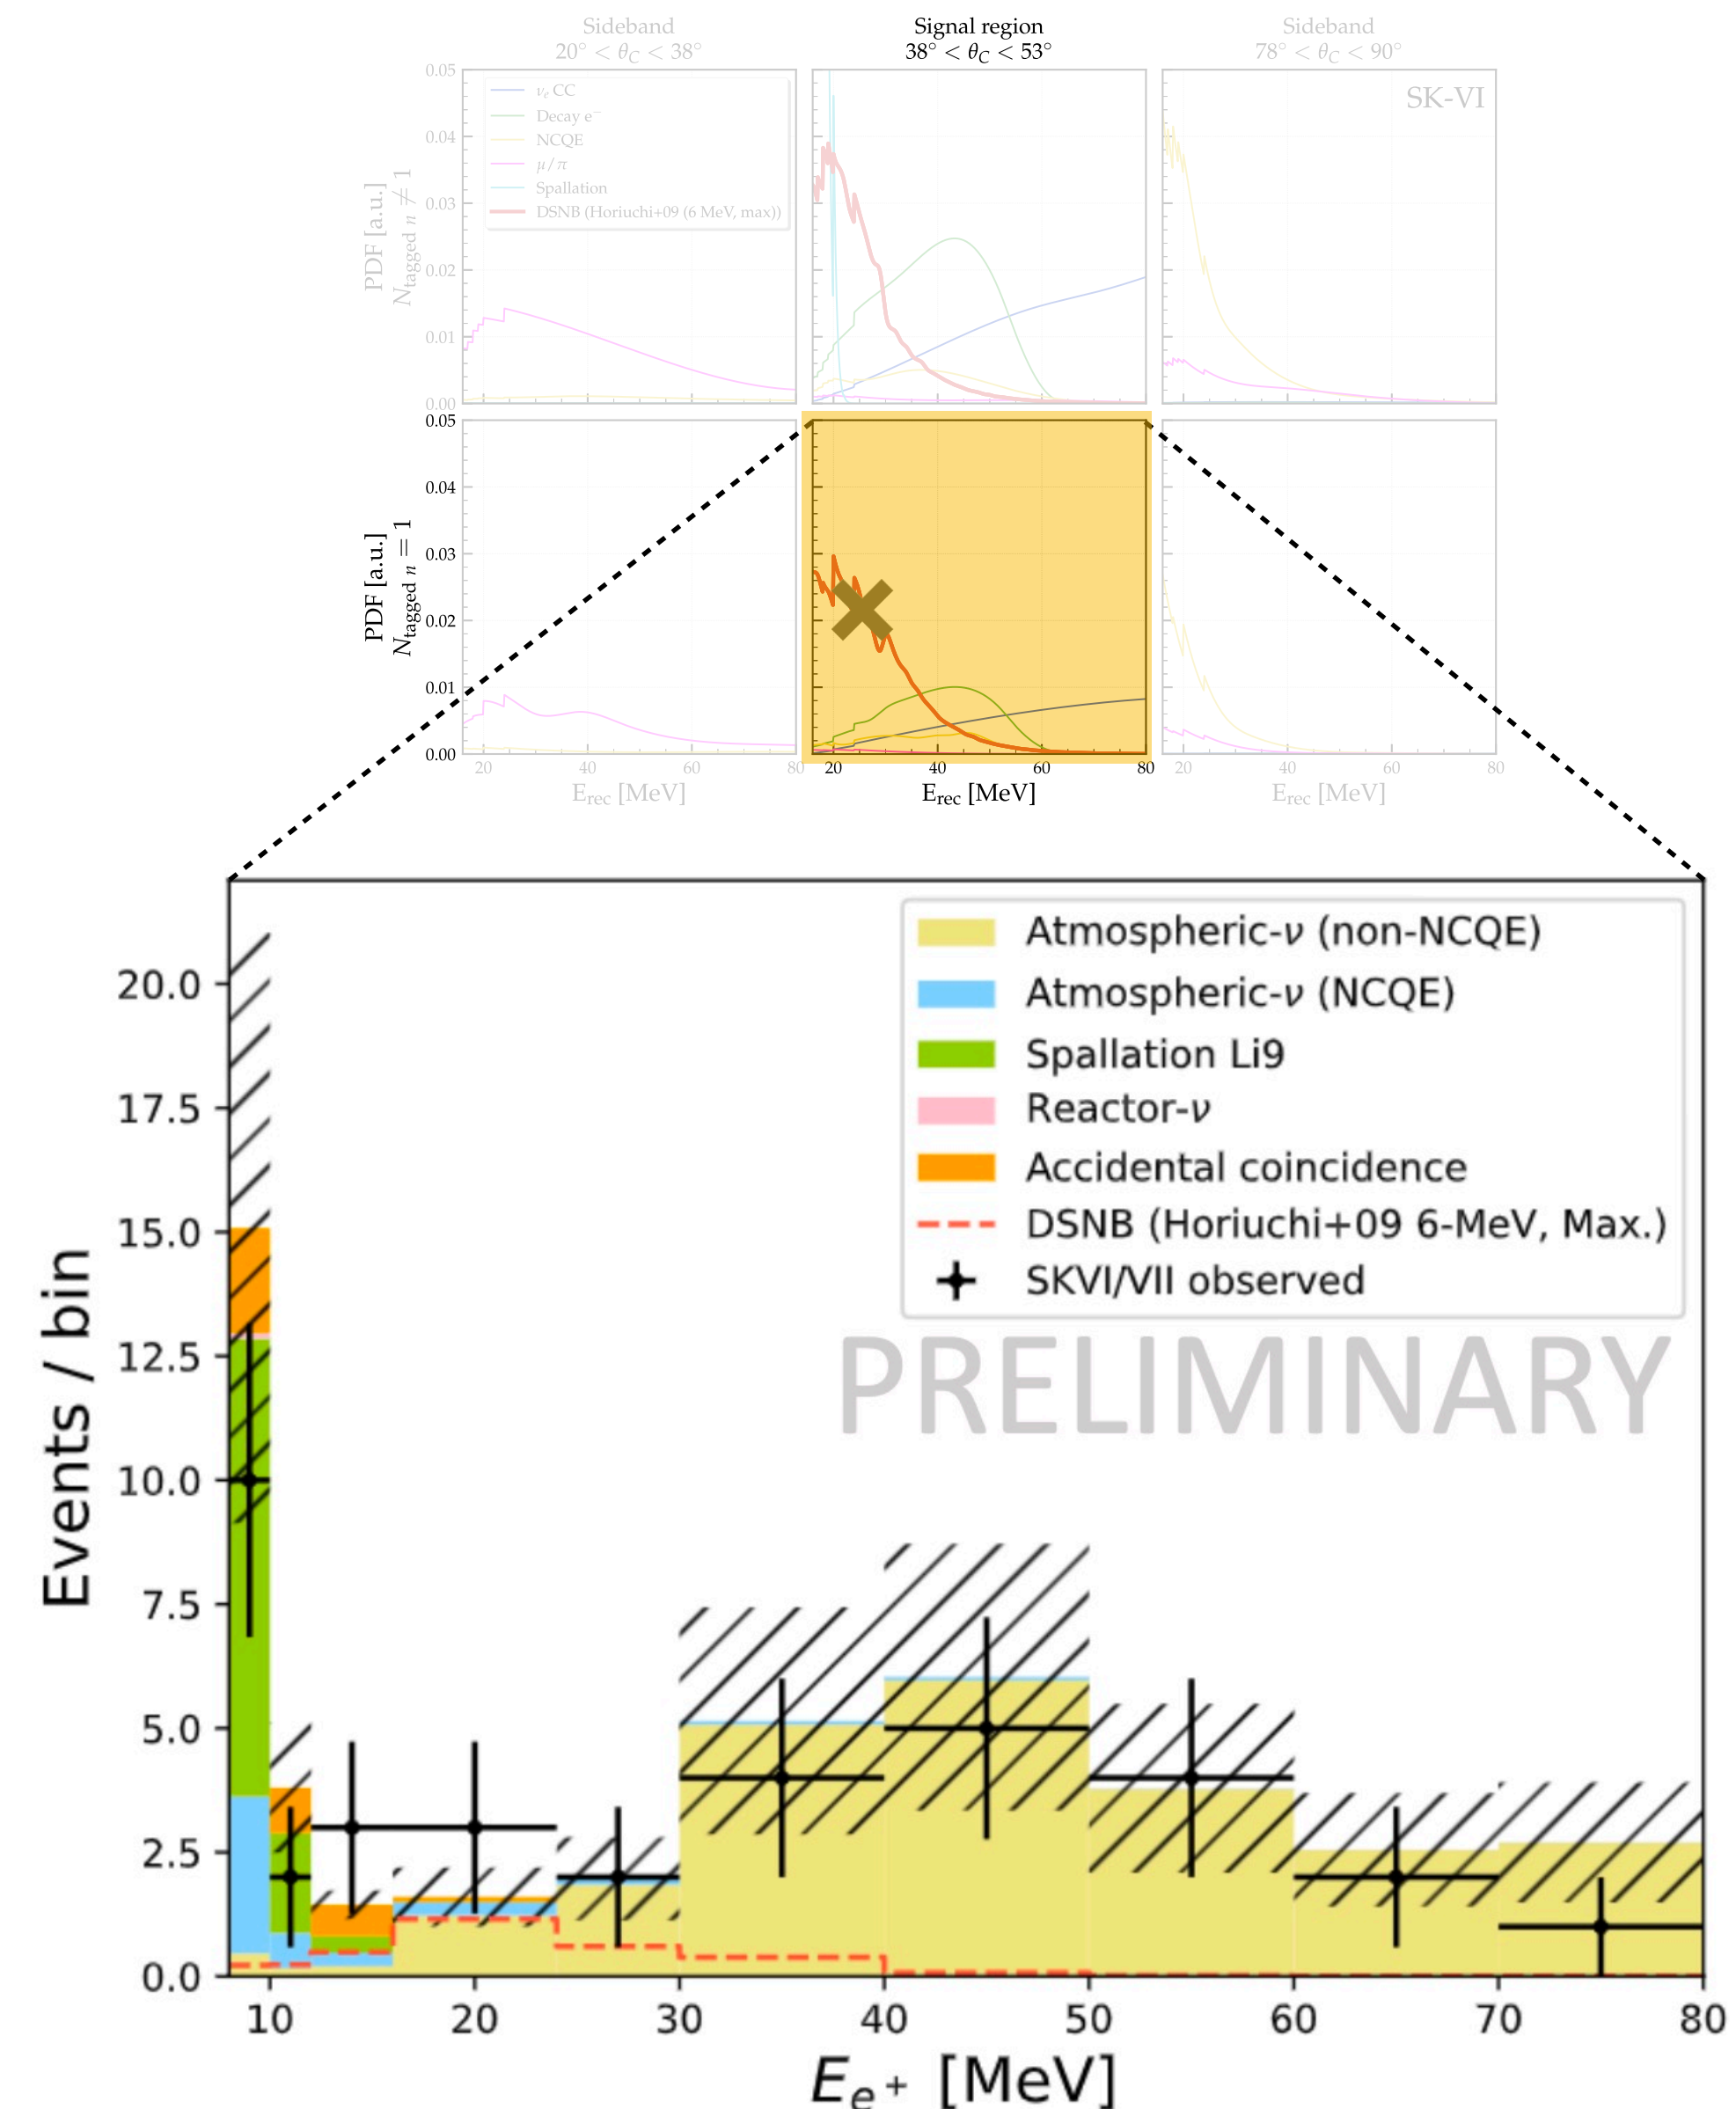 Sideband
20° < θ_C < 38°
Signal region
38° < θ_C < 53°
Sideband
78° < θ_C < 90°
PDF [a.u.]
N_tagged n ≠ 1
0.05
0.04
0.03
0.02
0.01
0.00
ν_e CC
Decay e⁻
NCQE
μ/π
Spallation
DSNB (Horiuchi+09 (6 MeV, max))
SK-VI
PDF [a.u.]
N_tagged n = 1
0.05
0.04
0.03
0.02
0.01
0.00
20 40 60 80
20 40 60 80
20 40 60 80
E_rec [MeV]
E_rec [MeV]
E_rec [MeV]
Events / bin
20.0
17.5
15.0
12.5
10.0
7.5
5.0
2.5
0.0
Atmospheric-ν (non-NCQE)
Atmospheric-ν (NCQE)
Spallation Li9
Reactor-ν
Accidental coincidence
DSNB (Horiuchi+09 6-MeV, Max.)
SKVI/VII observed
PRELIMINARY
10 20 30 40 50 60 70 80
E_e⁺ [MeV]